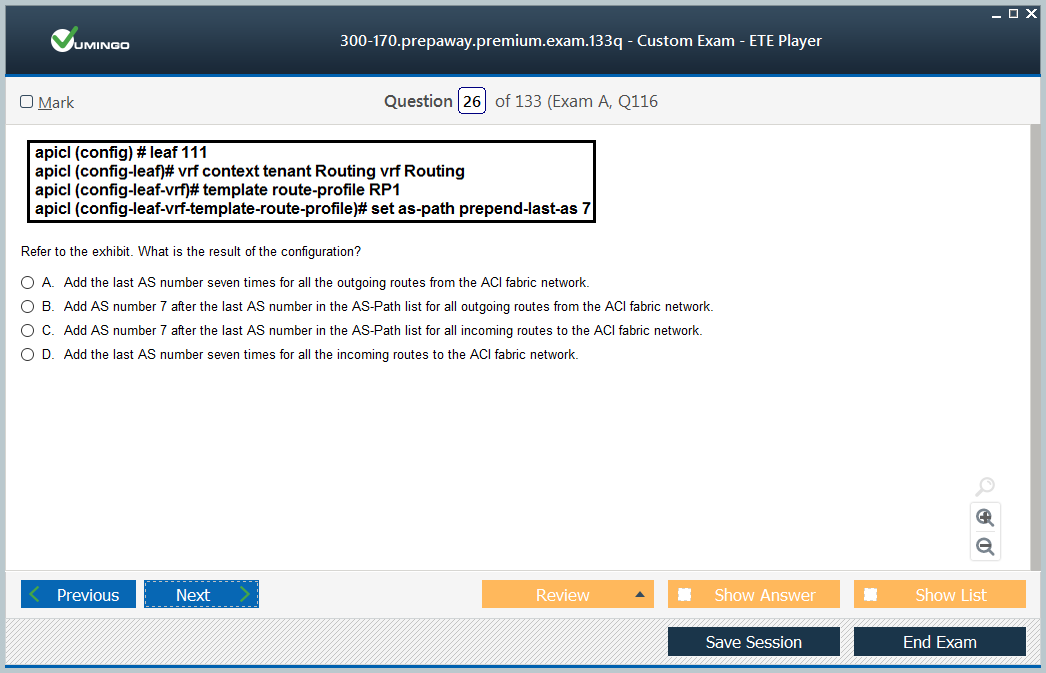 VUMINGO
300-170.prepaway.premium.exam.133q - Custom Exam - ETE Player
Mark
Question 26 of 133 (Exam A, Q116
apicl (config) # leaf 111
apicl (config-leaf)# vrf context tenant Routing vrf Routing
apicl (config-leaf-vrf)# template route-profile RP1
apicl (config-leaf-vrf-template-route-profile)# set as-path prepend-last-as 7
Refer to the exhibit. What is the result of the configuration?
A. Add the last AS number seven times for all the outgoing routes from the ACI fabric network.
B. Add AS number 7 after the last AS number in the AS-Path list for all outgoing routes from the ACI fabric network.
C. Add AS number 7 after the last AS number in the AS-Path list for all incoming routes to the ACI fabric network.
D. Add the last AS number seven times for all the incoming routes to the ACI fabric network.
Previous Next Review Show Answer Show List
Save Session End Exam